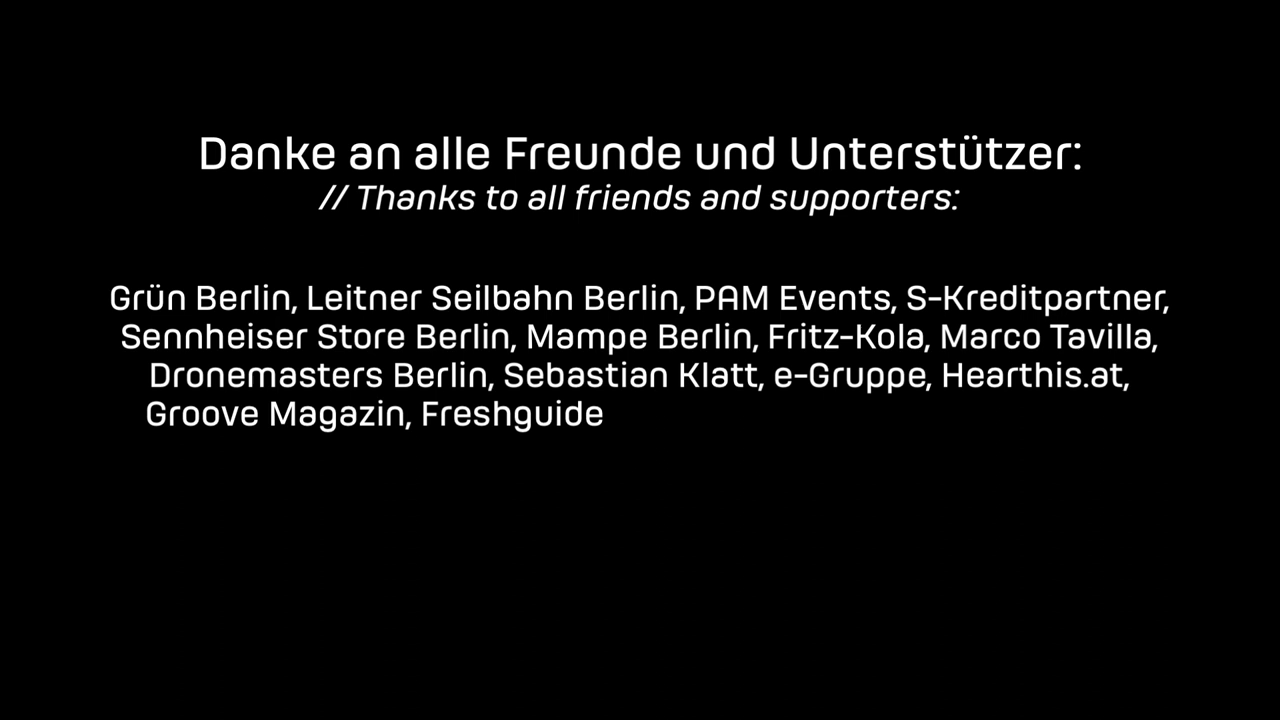 Danke an alle Freunde und Unterstützer:
// Thanks to all friends and supporters:
Grün Berlin, Leitner Seilbahn Berlin, PAM Events, S-Kreditpartner,
Sennheiser Store Berlin, Mampe Berlin, Fritz-Kola, Marco Tavilla,
Dronemasters Berlin, Sebastian Klatt, e-Gruppe, Hearthis.at,
Groove Magazin, Freshguide